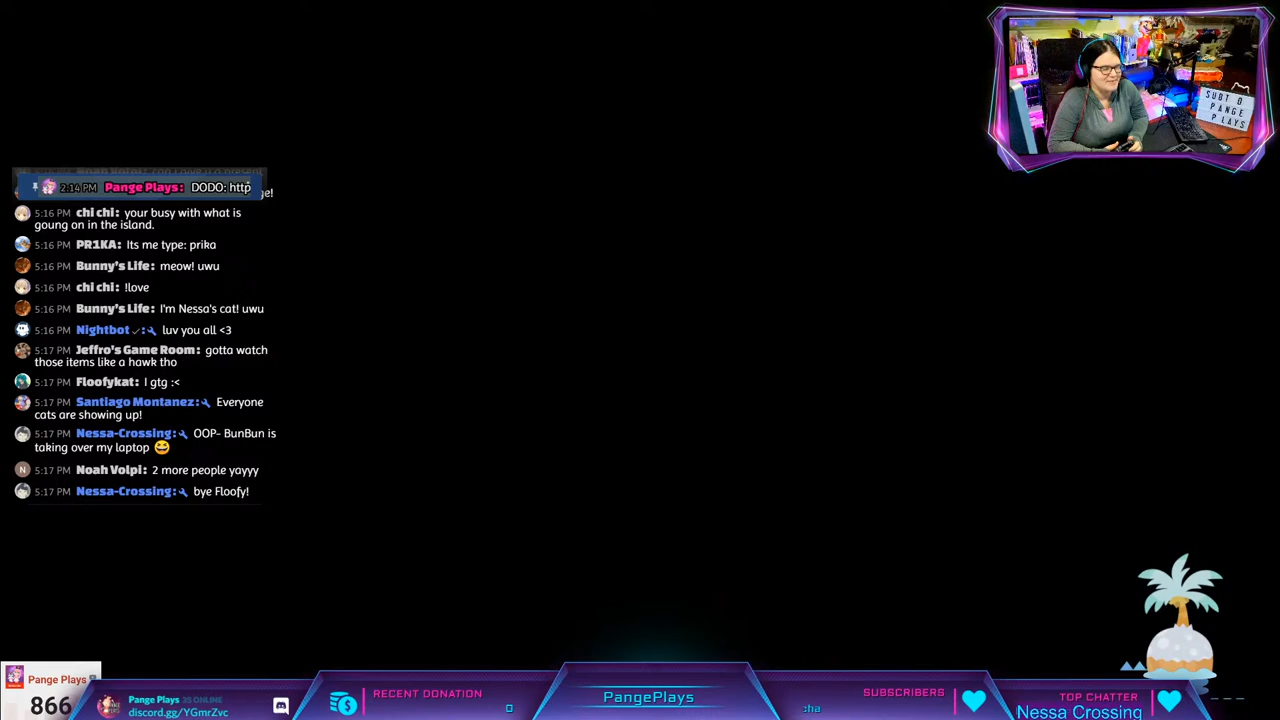 SUBT O
PANGE
PLAYS
2:14 PM Pange Plays: DODO: http
ge!
5:16 PM chi chi: your busy with what is
goung on in the island.
5:16 PM PR1KA: Its me type: prika
5:16 PM Bunny's Life: meow! uwu
5:16 PM chi chi: !love
5:16 PM Bunny's Life: I'm Nessa's cat! uwu
5:16 PM Nightbot ✓: luv you all <3
5:17 PM Jeffro's Game Room: gotta watch
those items like a hawk tho
5:17 PM Floofykat: I gtg :<
5:17 PM Santiago Montanez: Everyone
cats are showing up!
5:17 PM Nessa-Crossing: OOP- BunBun is
taking over my laptop 😆
N 5:17 PM Noah Volpi: 2 more people yayyy
5:17 PM Nessa-Crossing: bye Floofy!
Pange Plays
866
Pange Plays 35 ONLINE
discord.gg/YGmrZvc
RECENT DONATION
0
PangePlays
SUBSCRIBERS
cha
TOP CHATTER
Nessa Crossing